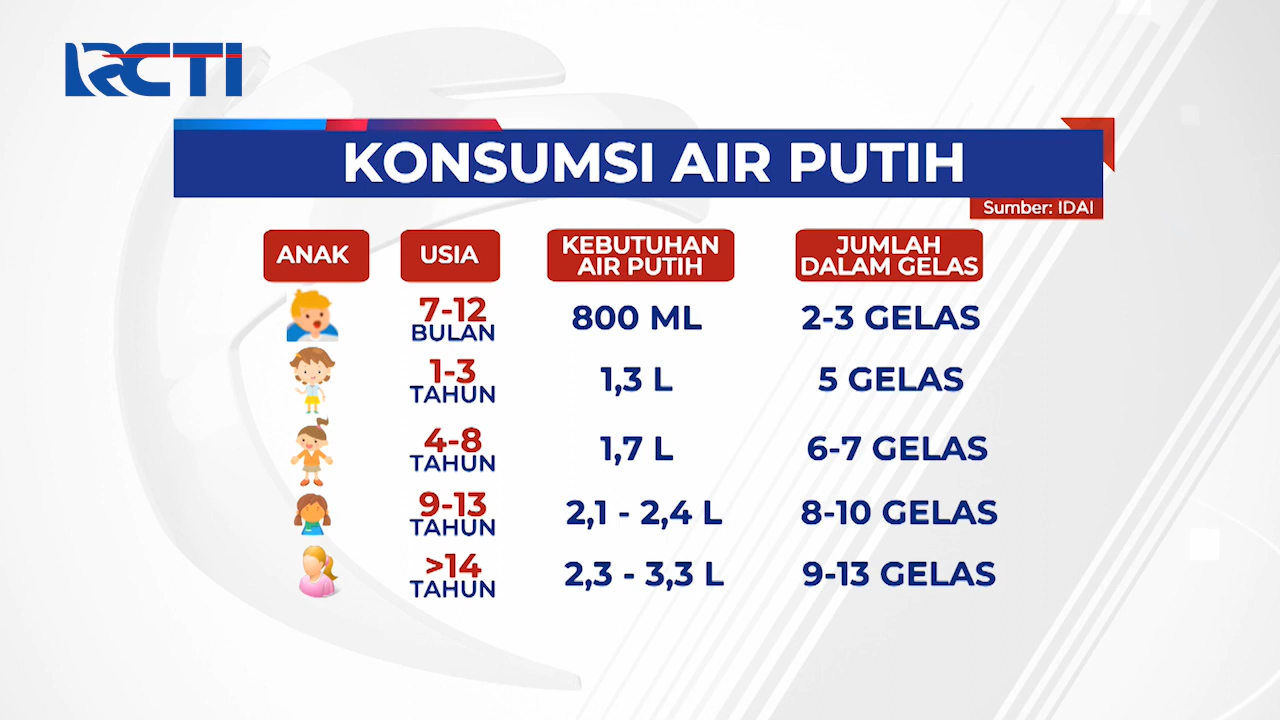 RCTI
KONSUMSI AIR PUTIH
Sumber: IDAI
ANAK USIA KEBUTUHAN AIR PUTIH JUMLAH DALAM GELAS
7-12 BULAN 800 ML 2-3 GELAS
1-3 TAHUN 1,3 L 5 GELAS
4-8 TAHUN 1,7 L 6-7 GELAS
9-13 TAHUN 2,1 - 2,4 L 8-10 GELAS
>14 TAHUN 2,3 - 3,3 L 9-13 GELAS